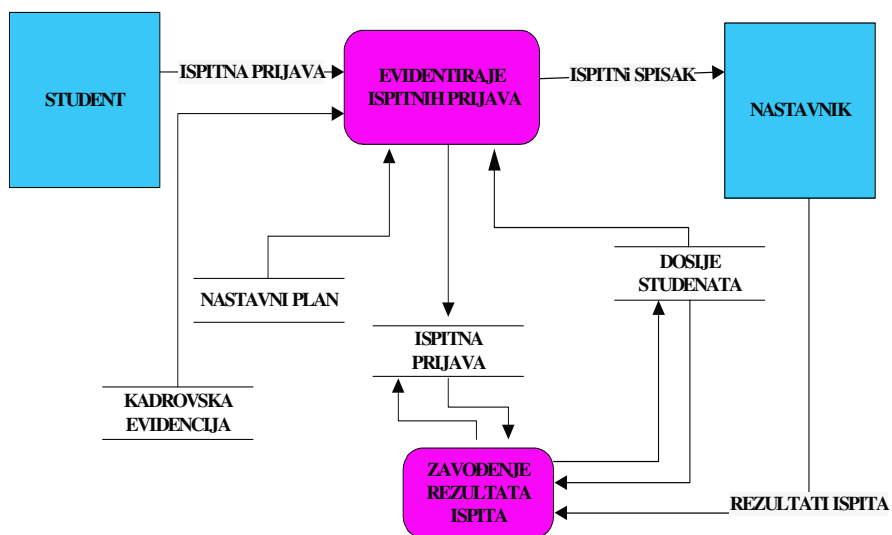 STUDENT
ISPITNA PRIJAVA
EVIDENTIRAJE
ISPITNIH PRIJAVA
ISPITNi SPISAK
NASTAVNIK
NASTAVNI PLAN
DOSIJE
STUDENATA
ISPITNA
PRIJAVA
KADROVSKA
EVIDENCIJA
ZAVOĐENJE
REZULTATA
ISPITA
REZULTATI ISPITA